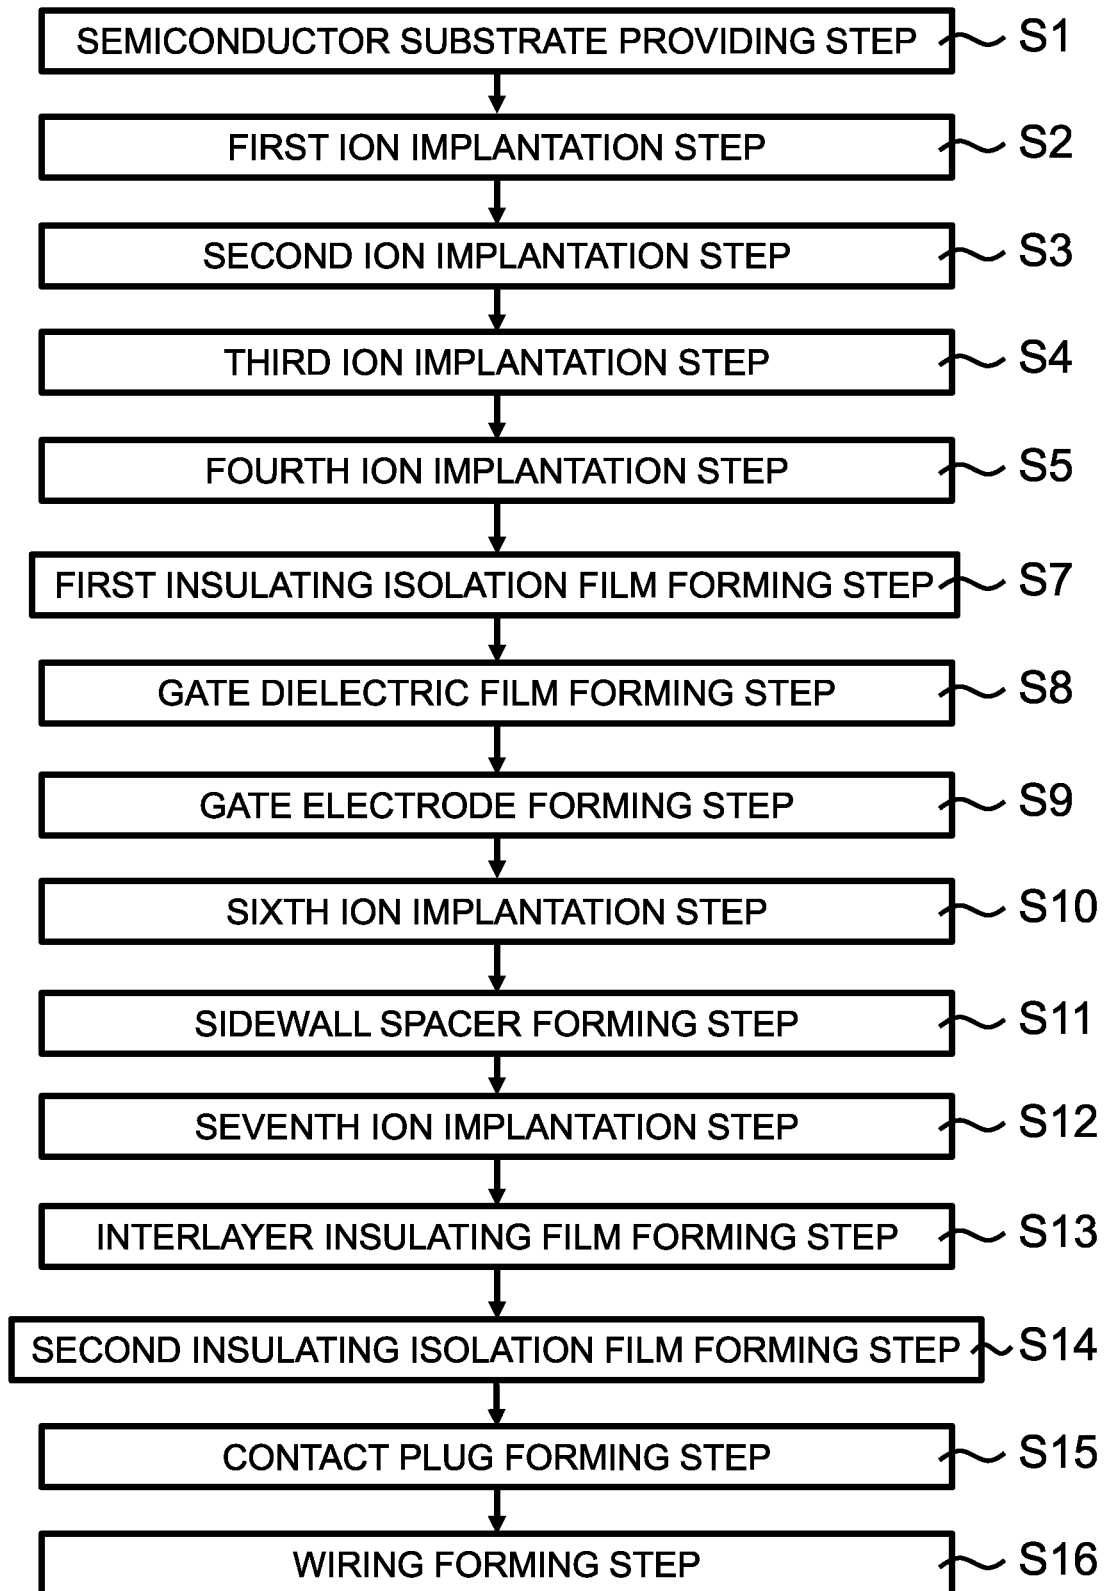 SEMICONDUCTOR SUBSTRATE PROVIDING STEP S1
FIRST ION IMPLANTATION STEP S2
SECOND ION IMPLANTATION STEP S3
THIRD ION IMPLANTATION STEP S4
FOURTH ION IMPLANTATION STEP S5
FIRST INSULATING ISOLATION FILM FORMING STEP S7
GATE DIELECTRIC FILM FORMING STEP S8
GATE ELECTRODE FORMING STEP S9
SIXTH ION IMPLANTATION STEP S10
SIDEWALL SPACER FORMING STEP S11
SEVENTH ION IMPLANTATION STEP S12
INTERLAYER INSULATING FILM FORMING STEP S13
SECOND INSULATING ISOLATION FILM FORMING STEP S14
CONTACT PLUG FORMING STEP S15
WIRING FORMING STEP S16